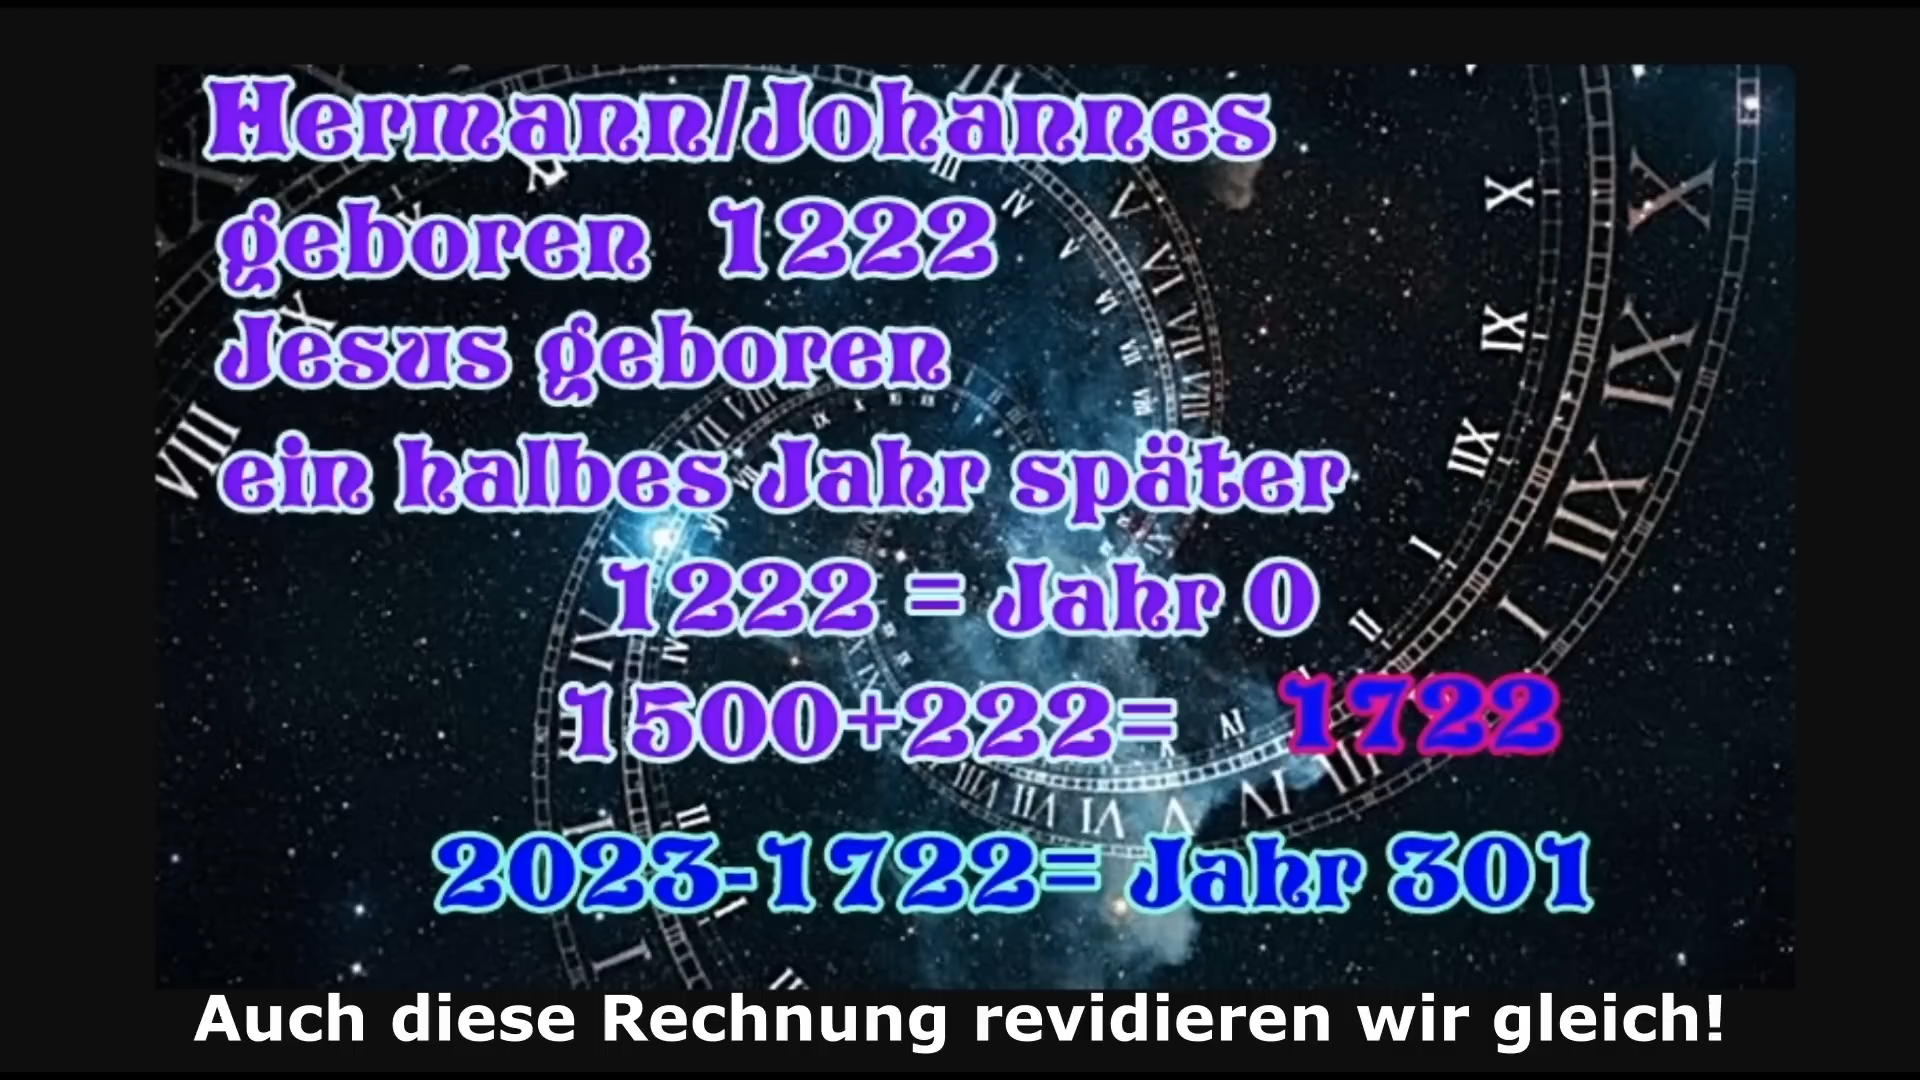 Hermann/Johannes
geboren 1222
Jesus geboren
ein halbes Jahr später
1222 = Jahr 0
1500+222= 1722
2023-1722= Jahr 301
Auch diese Rechnung revidieren wir gleich!